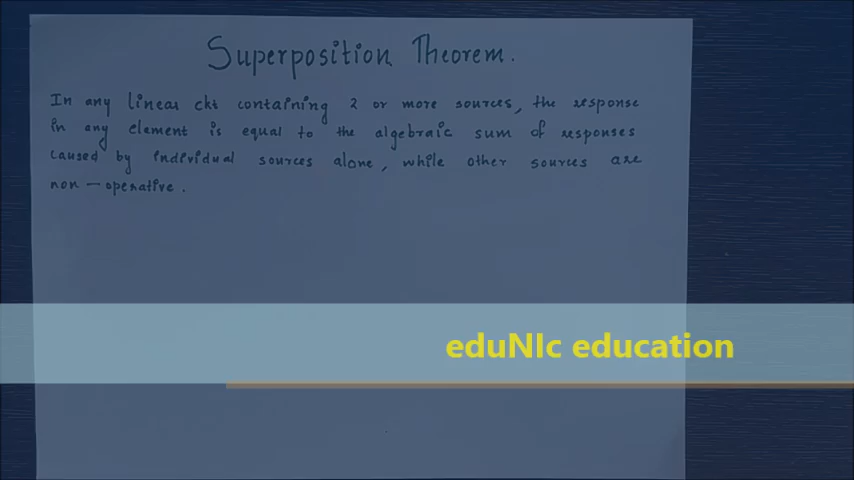 Superposition Theorem.
In any linear ckt containing 2 or more sources, the response
in any element is equal to the algebraic sum of responses
caused by individual sources alone, while other sources are
non-operative.
eduNIc education